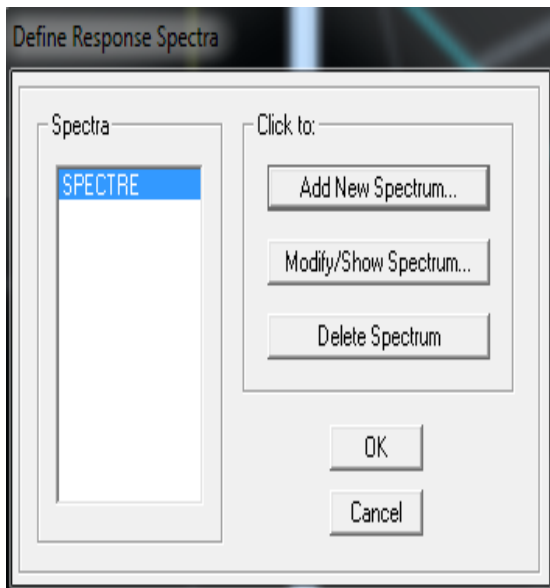 Define Response Spectra
Spectra
SPECTRE
Click to:
Add New Spectrum...
Modify/Show Spectrum...
Delete Spectrum
OK
Cancel